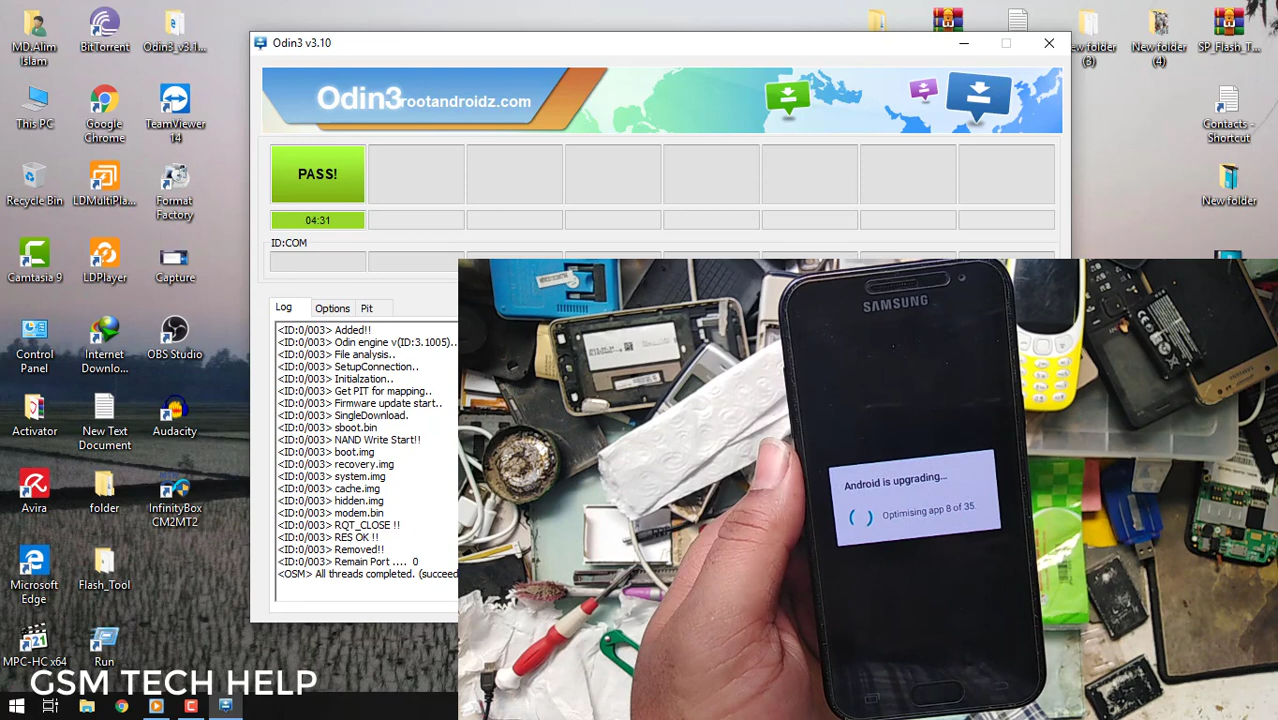 MD.Alim
Islam
BitTorrent
Odin3_v3.1...
This PC
Google
Chrome
TeamViewer
14
Recycle Bin
LDMultiPla...
Format
Factory
Camtasia 9
LDPlayer
Capture
Control
Panel
Internet
Downlo...
OBS Studio
Activator
New Text
Document
Audacity
Avira
folder
InfinityBox
CM2MT2
Microsoft
Edge
Flash_Tool
MPC-HC x64
Run
Odin3 v3.10
Odin3rootandroidz.com
PASS!
04:31
ID:COM
Log
Options
Pit
<ID:0/003> Added!!
<ID:0/003> Odin engine v(ID:3.1005)..
<ID:0/003> File analysis..
<ID:0/003> SetupConnection..
<ID:0/003> Initialzation..
<ID:0/003> Get PIT for mapping..
<ID:0/003> Firmware update start..
<ID:0/003> SingleDownload.
<ID:0/003> sboot.bin
<ID:0/003> NAND Write Start!!
<ID:0/003> boot.img
<ID:0/003> recovery.img
<ID:0/003> system.img
<ID:0/003> cache.img
<ID:0/003> hidden.img
<ID:0/003> modem.bin
<ID:0/003> RQT_CLOSE !!
<ID:0/003> RES OK !!
<ID:0/003> Removed!!
<ID:0/003> Remain Port .... 0
<OSM> All threads completed. (succeed
ew folder
(3)
New folder
(4)
SP_Flash_T...
Contacts -
Shortcut
New folder
SAMSUNG
Android is upgrading...
Optimising app 8 of 35.
GSM TECH HELP